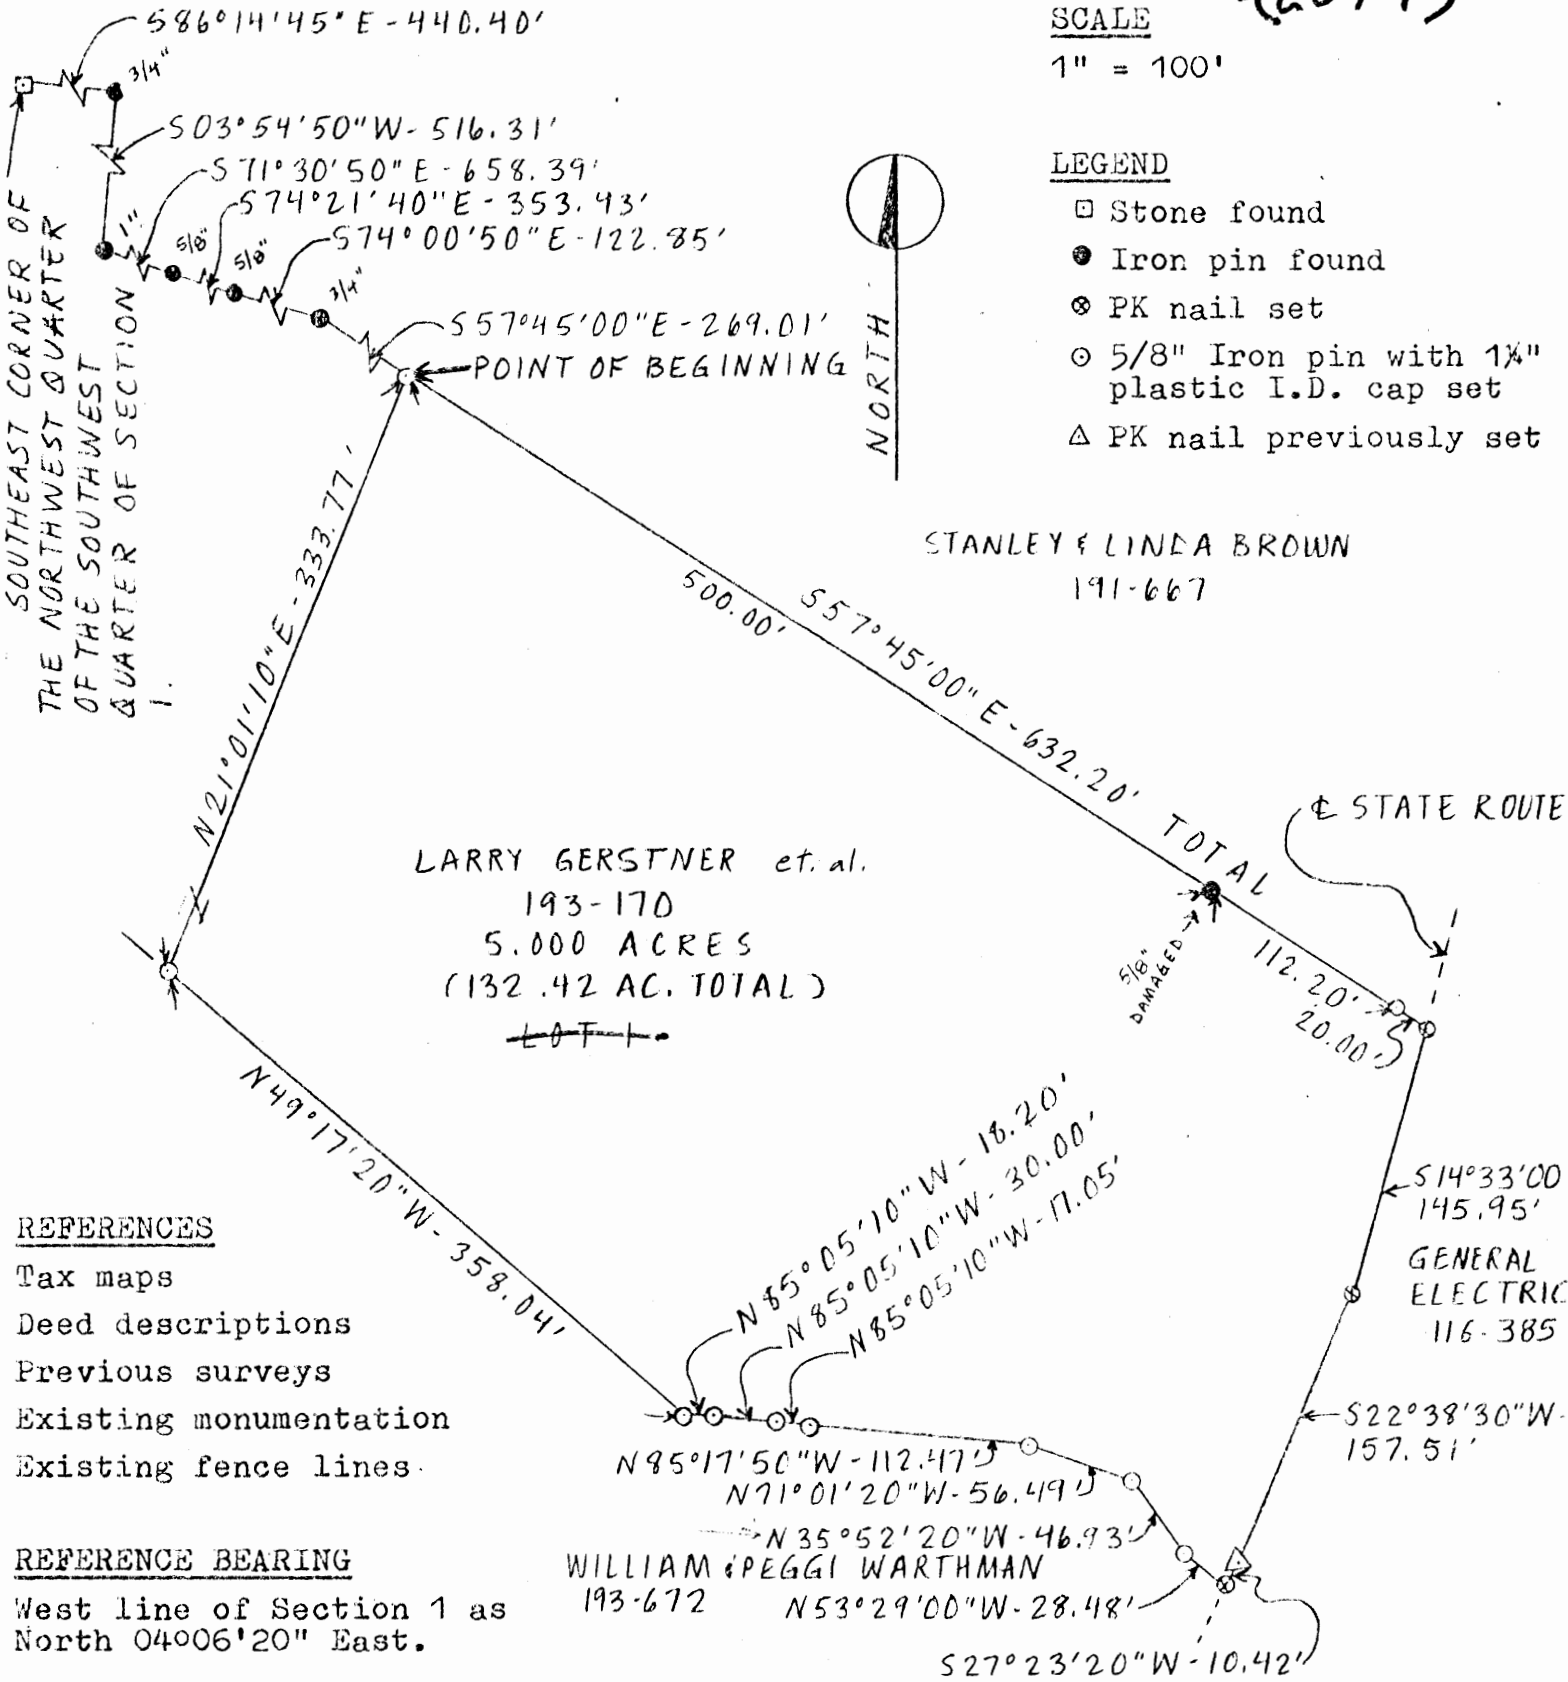 S86°14'45"E-440.40'
3/4"
S03°54'50"W-516.31'
S71°30'50"E-658.39'
S74°21'40"E-353.43'
S74°00'50"E-122.85'
1"
5/8"
5/8"
3/4"
S57°45'00"E-269.01'
POINT OF BEGINNING
SOUTHEAST CORNER OF
THE NORTHWEST QUARTER
OF THE SOUTHWEST
QUARTER OF SECTION
1.
SCALE
1" = 100'
LEGEND
Stone found
Iron pin found
PK nail set
5/8" Iron pin with 1¼"
plastic I.D. cap set
PK nail previously set
NORTH
STANLEY & LINDA BROWN
191-667
N21°01'10"E-333.77'
500.00'
S57°45'00"E-632.20' TOTAL
℄ STATE ROUTE
LARRY GERSTNER et. al.
193-170
5.000 ACRES
(132.42 AC. TOTAL)
LOT 1.
5/8"
DAMAGED
112.20'
20.00'
N49°17'20"W-358.04'
N85°05'10"W-18.20'
N85°05'10"W-30.00'
N85°05'10"W-17.05'
S14°33'00
145.95'
GENERAL
ELECTRIC
116-385
S22°38'30"W-
157.51'
REFERENCES
Tax maps
Deed descriptions
Previous surveys
Existing monumentation
Existing fence lines
N85°17'50"W-112.47'
N71°01'20"W-56.49'
N35°52'20"W-46.93'
WILLIAM & PEGGI WARTHMAN
193-672
N53°29'00"W-28.48'
S27°23'20"W-10.42'
REFERENCE BEARING
West line of Section 1 as
North 04°06'20" East.